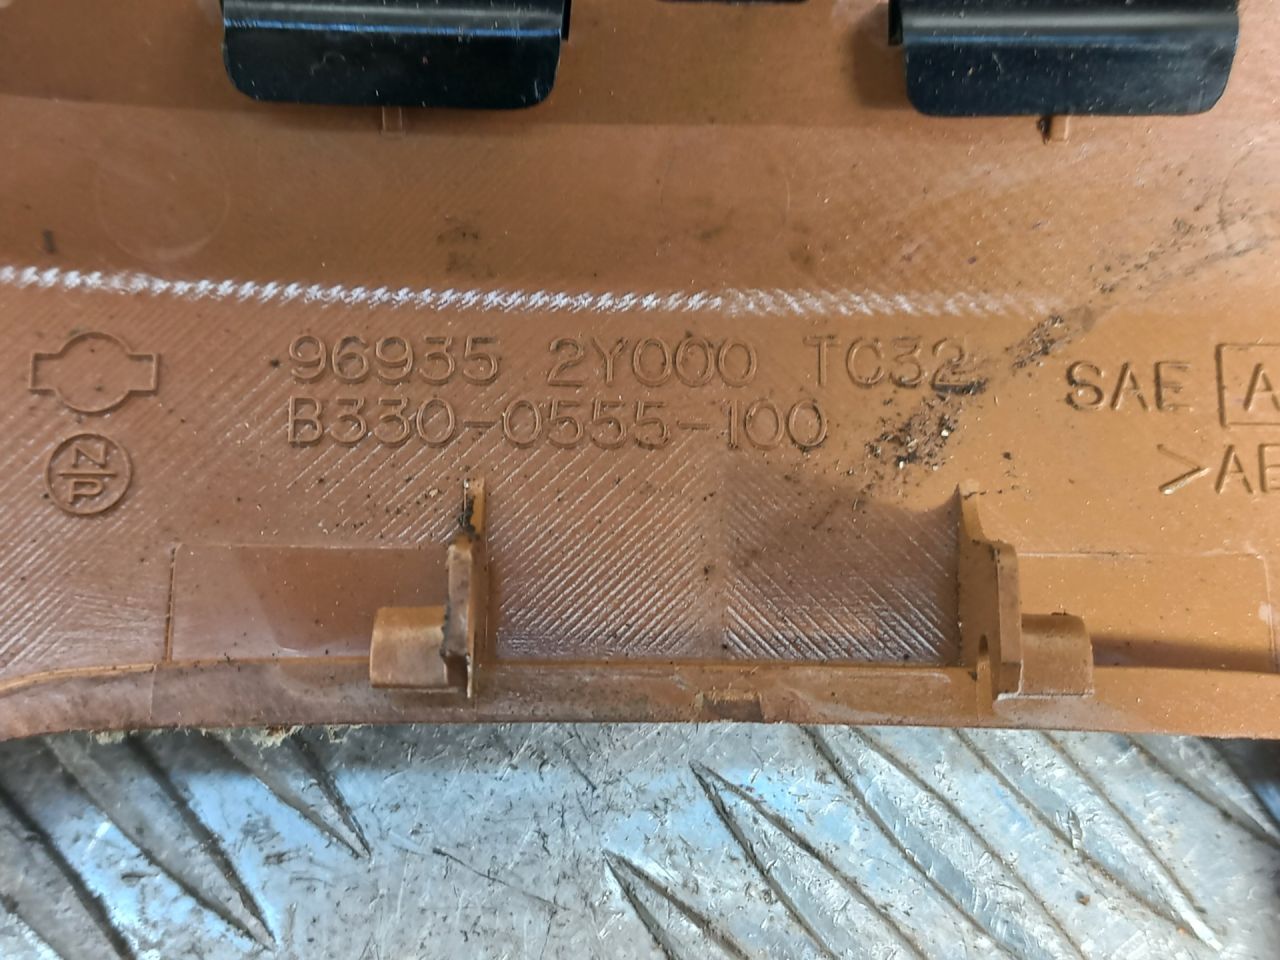 96935 2Y000 TC32
B330-0555-100
N
P
SAE A
>AB